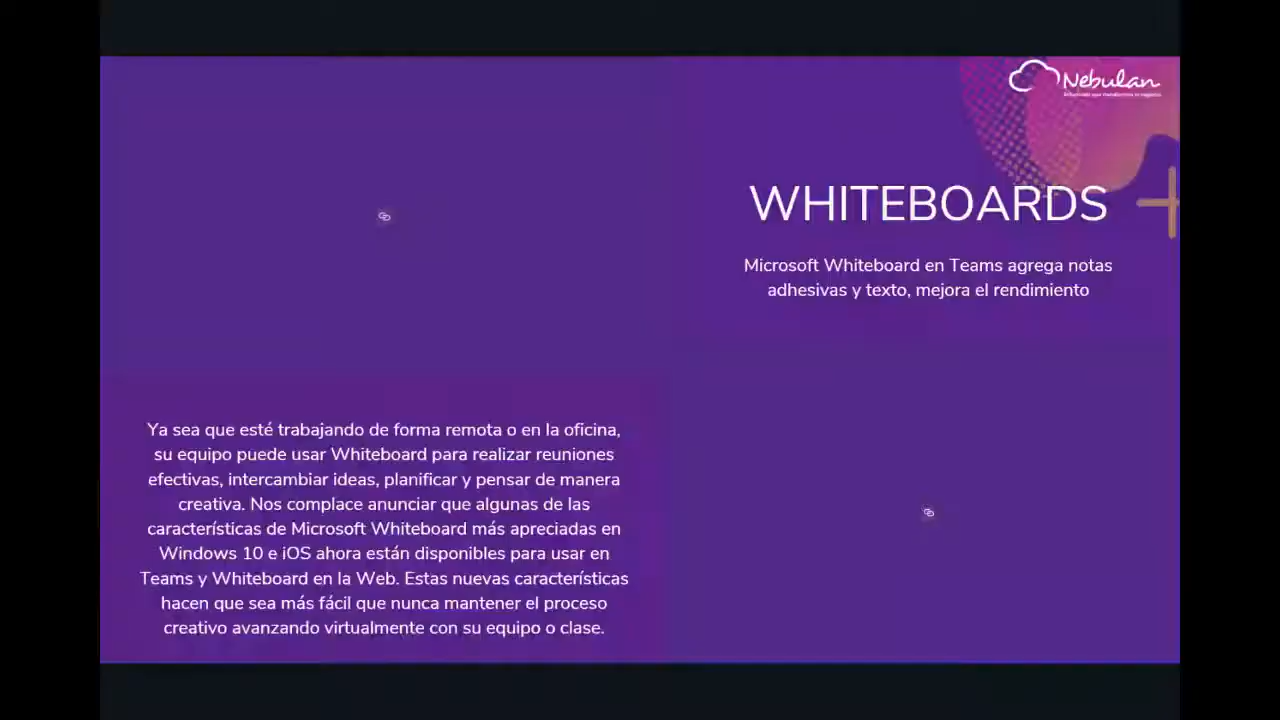 Nebulan
WHITEBOARDS
Microsoft Whiteboard en Teams agrega notas
adhesivas y texto, mejora el rendimiento
Ya sea que esté trabajando de forma remota o en la oficina,
su equipo puede usar Whiteboard para realizar reuniones
efectivas, intercambiar ideas, planificar y pensar de manera
creativa. Nos complace anunciar que algunas de las
características de Microsoft Whiteboard más apreciadas en
Windows 10 e iOS ahora están disponibles para usar en
Teams y Whiteboard en la Web. Estas nuevas características
hacen que sea más fácil que nunca mantener el proceso
creativo avanzando virtualmente con su equipo o clase.